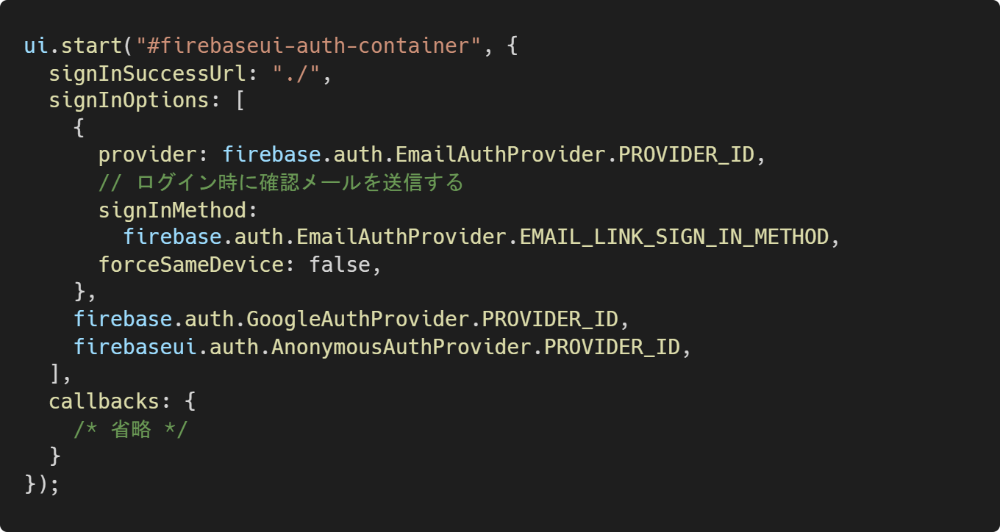 ui.start("#firebaseui-auth-container", {
  signInSuccessUrl: "./",
  signInOptions: [
    {
      provider: firebase.auth.EmailAuthProvider.PROVIDER_ID,
      // ログイン時に確認メールを送信する
      signInMethod:
        firebase.auth.EmailAuthProvider.EMAIL_LINK_SIGN_IN_METHOD,
      forceSameDevice: false,
    },
    firebase.auth.GoogleAuthProvider.PROVIDER_ID,
    firebaseui.auth.AnonymousAuthProvider.PROVIDER_ID,
  ],
  callbacks: {
    /* 省略 */
  }
});